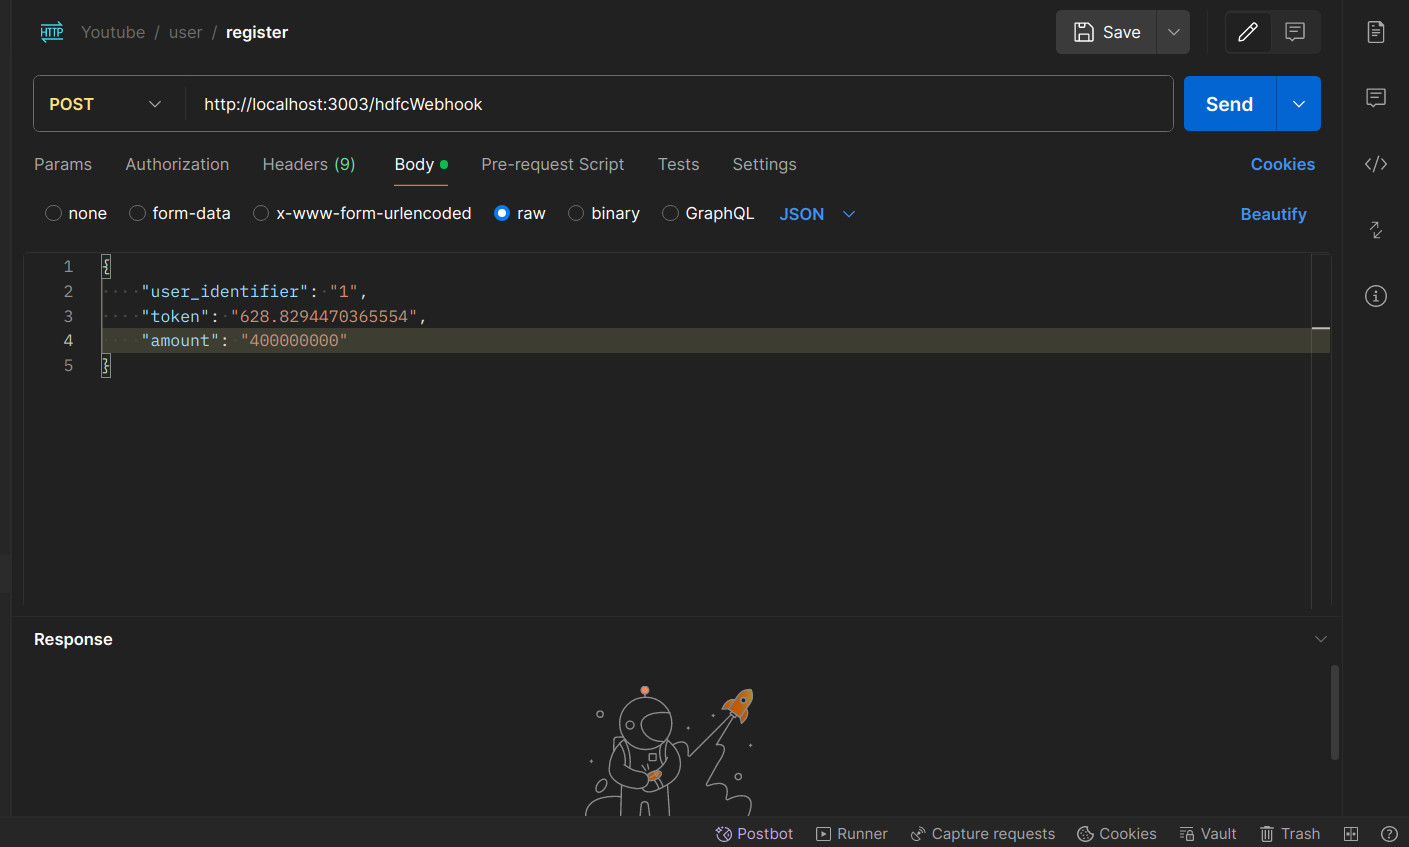 HTTP Youtube / user / register Save
POST http://localhost:3003/hdfcWebhook Send
Params Authorization Headers (9) Body Pre-request Script Tests Settings Cookies
none form-data x-www-form-urlencoded raw binary GraphQL JSON Beautify
1 {
2 "user_identifier": "1",
3 "token": "628.8294470365554",
4 "amount": "400000000"
5 }
Response
Postbot Runner Capture requests Cookies Vault Trash